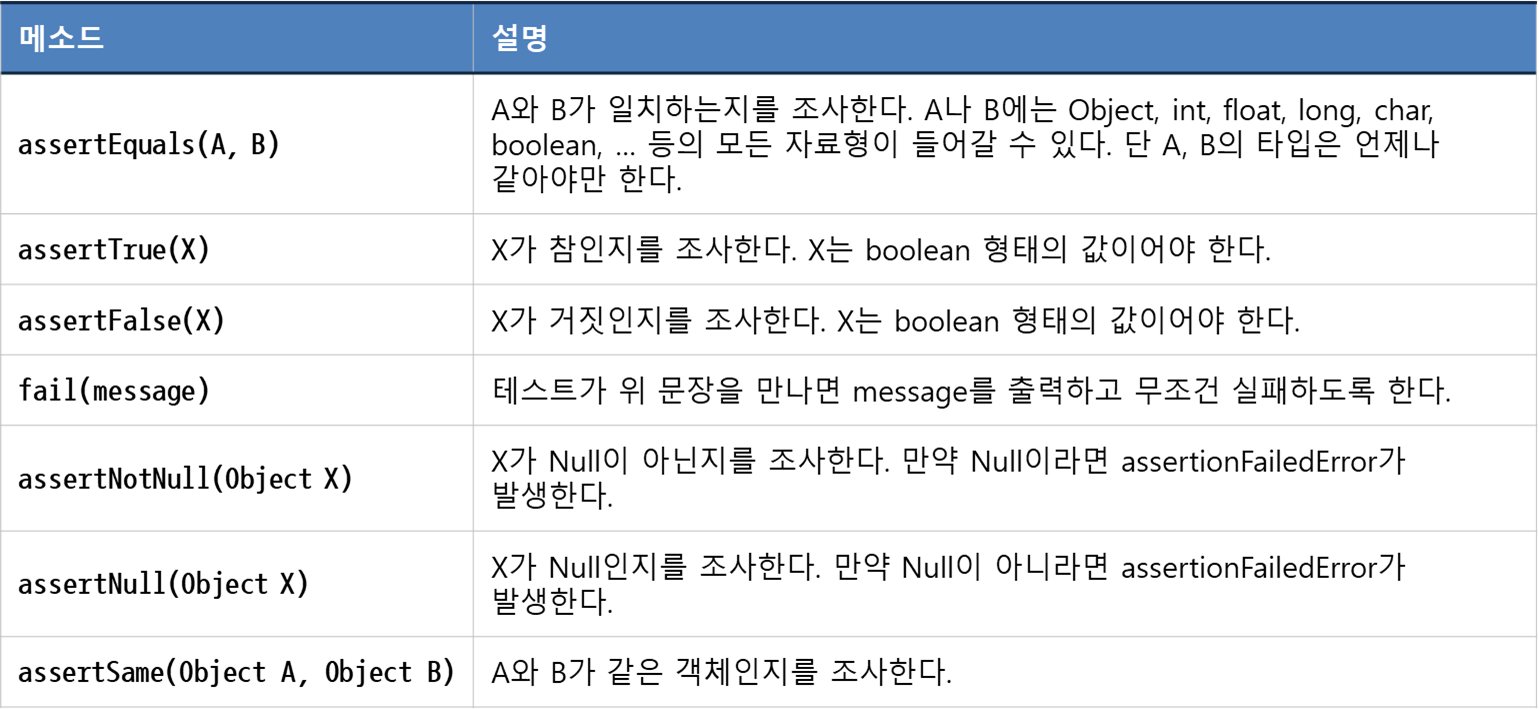 메소드
설명
assertEquals(A, B)
A와 B가 일치하는지를 조사한다. A나 B에는 Object, int, float, long, char,
boolean, ... 등의 모든 자료형이 들어갈 수 있다. 단 A, B의 타입은 언제나
같아야만 한다.
assertTrue(X)
X가 참인지를 조사한다. X는 boolean 형태의 값이어야 한다.
assertFalse(X)
X가 거짓인지를 조사한다. X는 boolean 형태의 값이어야 한다.
fail(message)
테스트가 위 문장을 만나면 message를 출력하고 무조건 실패하도록 한다.
assertNotNull(Object X)
X가 Null이 아닌지를 조사한다. 만약 Null이라면 assertionFailedError가
발생한다.
assertNull(Object X)
X가 Null인지를 조사한다. 만약 Null이 아니라면 assertionFailedError가
발생한다.
assertSame(Object A, Object B)
A와 B가 같은 객체인지를 조사한다.